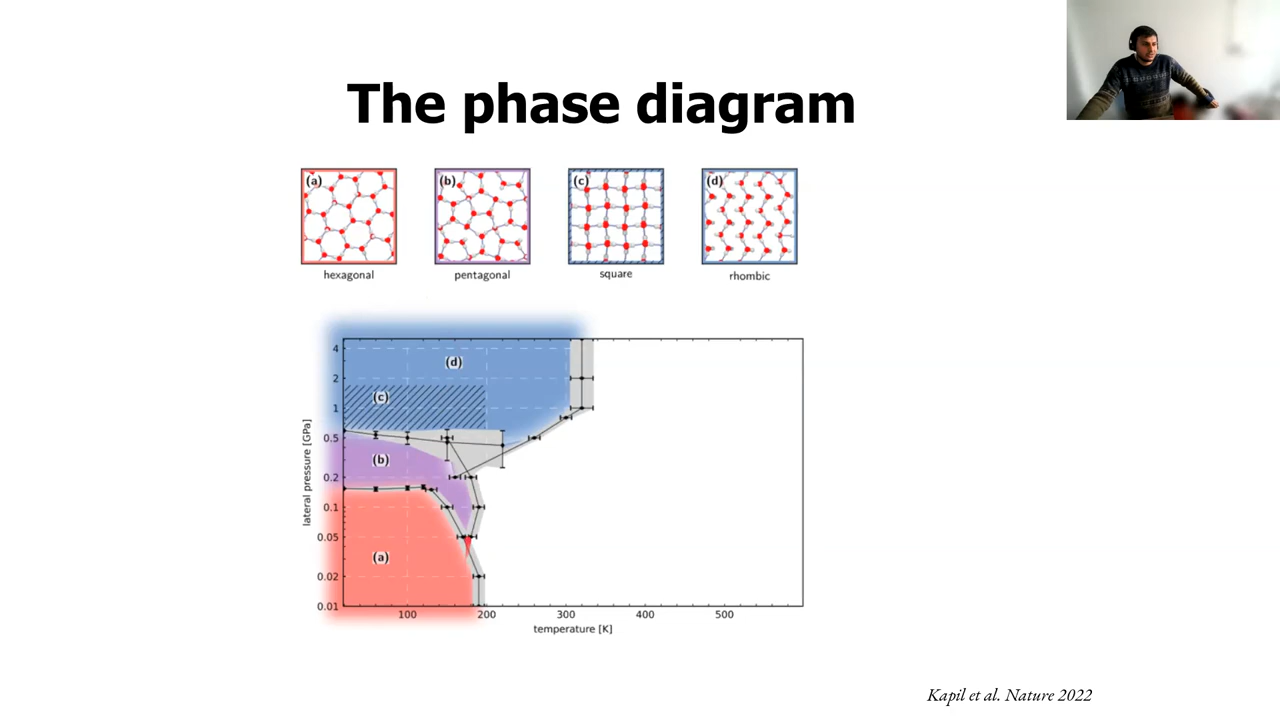 The phase diagram
(a)
(b)
(c)
(d)
hexagonal
pentagonal
square
rhombic
4
2
1
0.5
0.2
0.1
0.05
0.02
0.01
lateral pressure [GPa]
(d)
(c)
(b)
(a)
100
200
300
400
500
temperature [K]
Kapil et al. Nature 2022